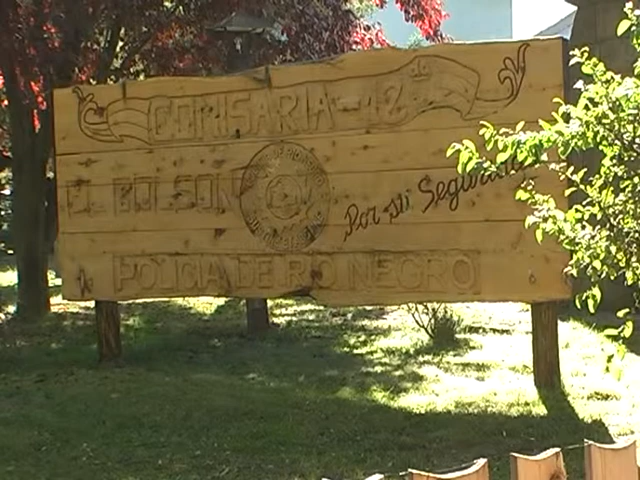 COMISARIA - 12
EL BOLSON
Por su Seguridad
POLICIA DE RIO NEGRO